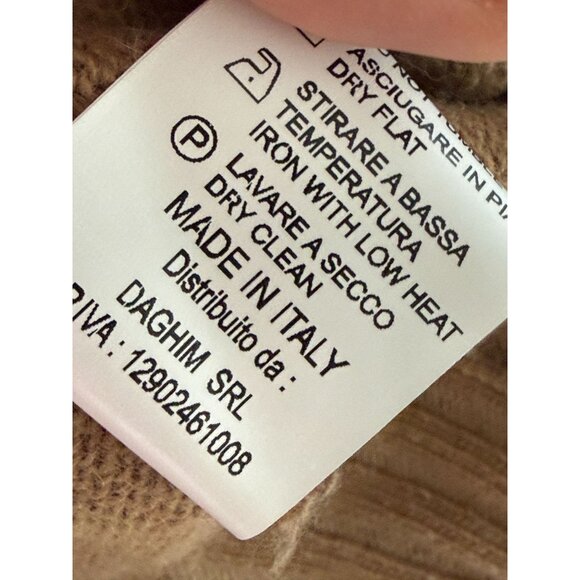 ASCIUGARE IN
DRY FLAT
STIRARE A BASSA
TEMPERATURA
IRON WITH LOW HEAT
P
LAVARE A SECCO
DRY CLEAN
MADE IN ITALY
Distribuito da :
DAGHIM SRL
P.IVA : 12902461008